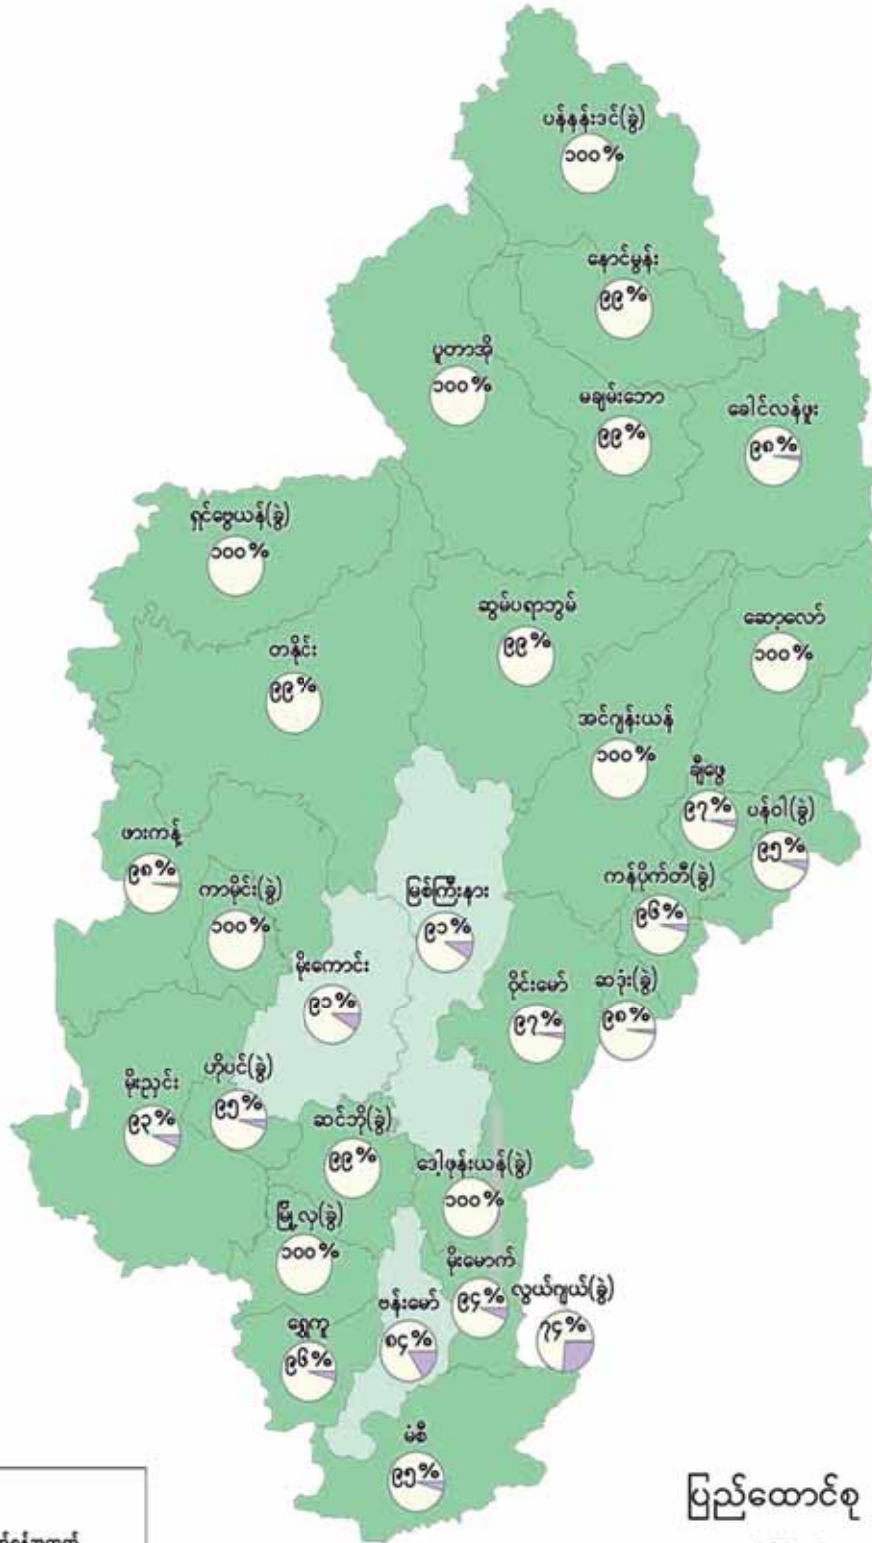 ပန်နန်းဒင်(ခွဲ)
၁၀၀%
နောင်မွန်း
၉၉%
ပူတာအို
၁၀၀%
မချမ်းဘော
၉၉%
ခေါင်လန်ဖူး
၉၈%
ရှင်ဗွေယန်(ခွဲ)
၁၀၀%
ဆွမ်ပရာဘွမ်
၉၉%
ဆော့လော်
၁၀၀%
တနိုင်း
၉၉%
အင်ဂျန်းယန်
၁၀၀%
ချီဖွေ
၉၇%
ပန်ဝါ(ခွဲ)
၉၅%
ဖားကန့်
၉၈%
ကာမိုင်း(ခွဲ)
၁၀၀%
မြစ်ကြီးနား
၉၁%
ကန်ပိုက်တီ(ခွဲ)
၉၆%
မိုးကောင်း
၉၁%
ဝိုင်းမော်
၉၇%
ဆဒုံး(ခွဲ)
၉၈%
မိုးညှင်း
၉၃%
ဟိုပင်(ခွဲ)
၉၅%
ဆင်ဘို(ခွဲ)
၉၉%
ဒေါ့ဖုန်းယန်(ခွဲ)
၁၀၀%
မြို့လှ(ခွဲ)
၁၀၀%
မိုးမောက်
၉၄%
လွယ်ဂျယ်(ခွဲ)
၇၄%
ဗန်းမော်
၈၄%
ရွှေကူ
၉၆%
မံစီ
၉၅%
ပြည်ထောင်စု